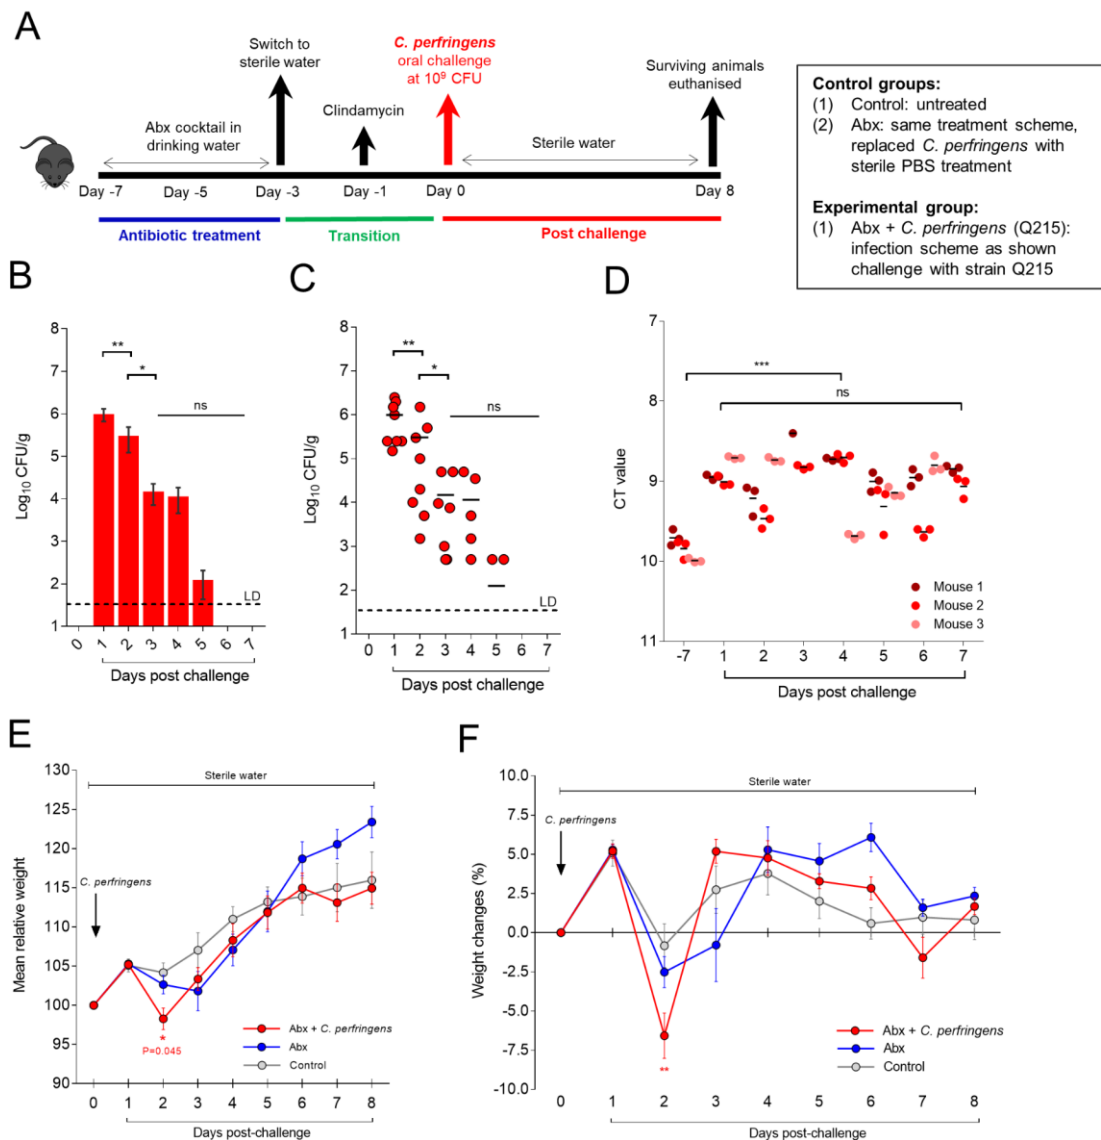 A
Switch to
sterile water
C. perfringens
oral challenge
at 10⁹ CFU
Surviving animals
euthanised
Abx cocktail in
drinking water
Clindamycin
Sterile water
Day -7
Day -5
Day -3
Day -1
Day 0
Day 8
Antibiotic treatment
Transition
Post challenge
Control groups:
(1) Control: untreated
(2) Abx: same treatment scheme,
replaced C. perfringens with
sterile PBS treatment
Experimental group:
(1) Abx + C. perfringens (Q215):
infection scheme as shown
challenge with strain Q215
B
Log₁₀ CFU/g
8
7
6
5
4
3
2
1
**
*
ns
LD
0 1 2 3 4 5 6 7
Days post challenge
C
Log₁₀ CFU/g
8
7
6
5
4
3
2
1
**
*
ns
LD
0 1 2 3 4 5 6 7
Days post challenge
D
CT value
7
8
9
10
11
***
ns
Mouse 1
Mouse 2
Mouse 3
-7 1 2 3 4 5 6 7
Days post challenge
E
Mean relative weight
130
125
120
115
110
105
100
95
90
Sterile water
C. perfringens
*
P=0.045
Abx + C. perfringens
Abx
Control
0 1 2 3 4 5 6 7 8
Days post-challenge
F
Weight changes (%)
10.0
7.5
5.0
2.5
0.0
-2.5
-5.0
-7.5
-10.0
Sterile water
C. perfringens
**
Abx + C. perfringens
Abx
Control
0 1 2 3 4 5 6 7 8
Days post-challenge